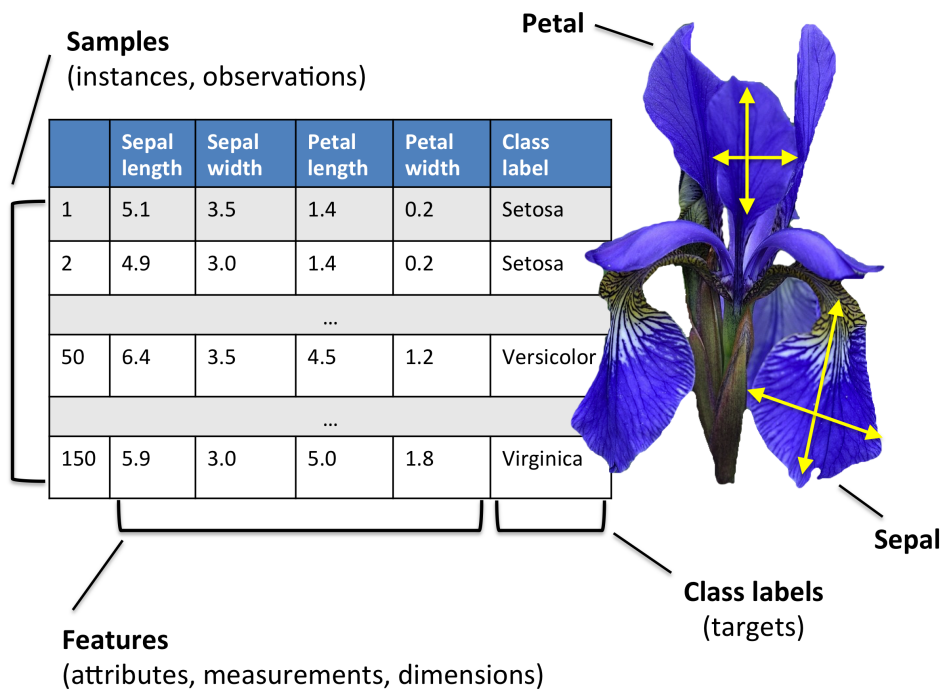 Samples
(instances, observations)
Petal
Sepal length Sepal width Petal length Petal width Class label
1 5.1 3.5 1.4 0.2 Setosa
2 4.9 3.0 1.4 0.2 Setosa
...
50 6.4 3.5 4.5 1.2 Versicolor
...
150 5.9 3.0 5.0 1.8 Virginica
Sepal
Class labels
(targets)
Features
(attributes, measurements, dimensions)